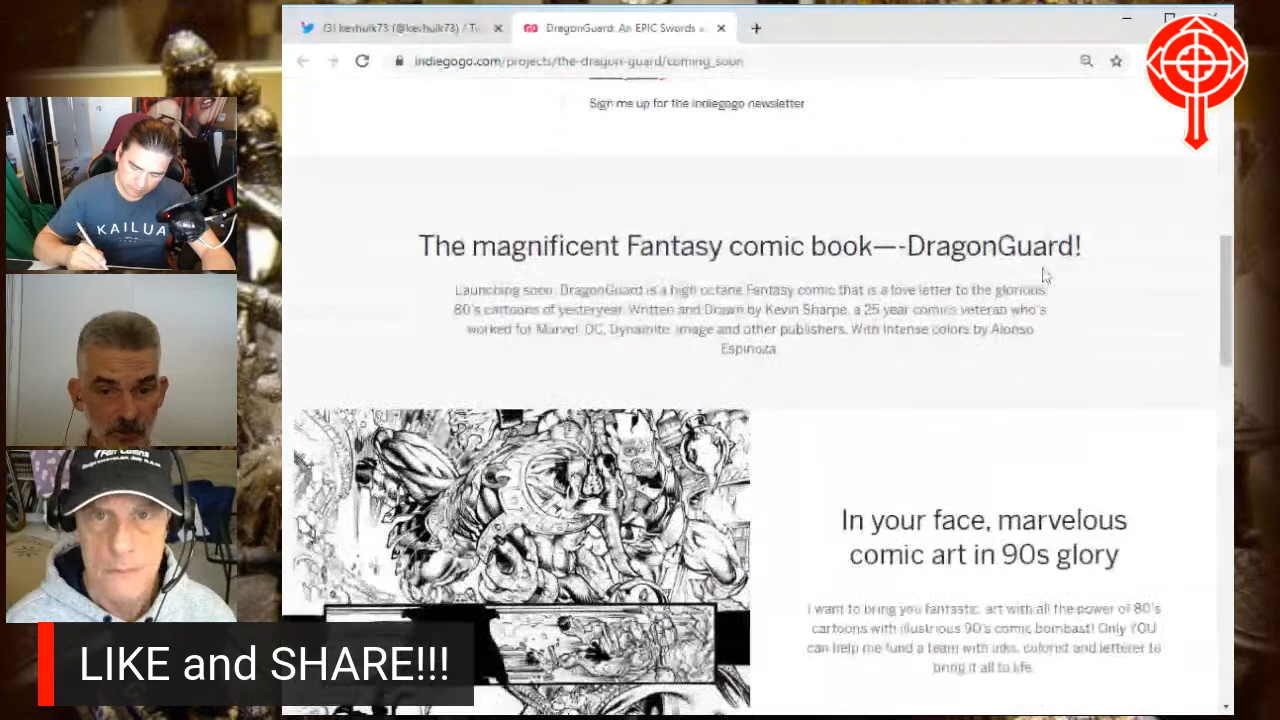 (3) kevhulk73 (@kevhulk73) / Tw
DragonGuard: An EPIC Swords a
indiegogo.com/projects/the-dragon-guard/coming_soon
Sign me up for the Indiegogo newsletter
The magnificent Fantasy comic book—-DragonGuard!
Launching soon. DragonGuard is a high octane Fantasy comic that is a love letter to the glorious
80's cartoons of yesteryear. Written and Drawn by Kevin Sharpe, a 25 year comics veteran who's
worked for Marvel, DC, Dynamite, Image and other publishers. With Intense colors by Alonso
Espinoza.
In your face, marvelous
comic art in 90s glory
I want to bring you fantastic art with all the power of 80's
cartoons with illustrious 90's comic bombast! Only YOU
can help me fund a team with inks, colorist and letterer to
bring it all to life.
KAILUA
LIKE and SHARE!!!